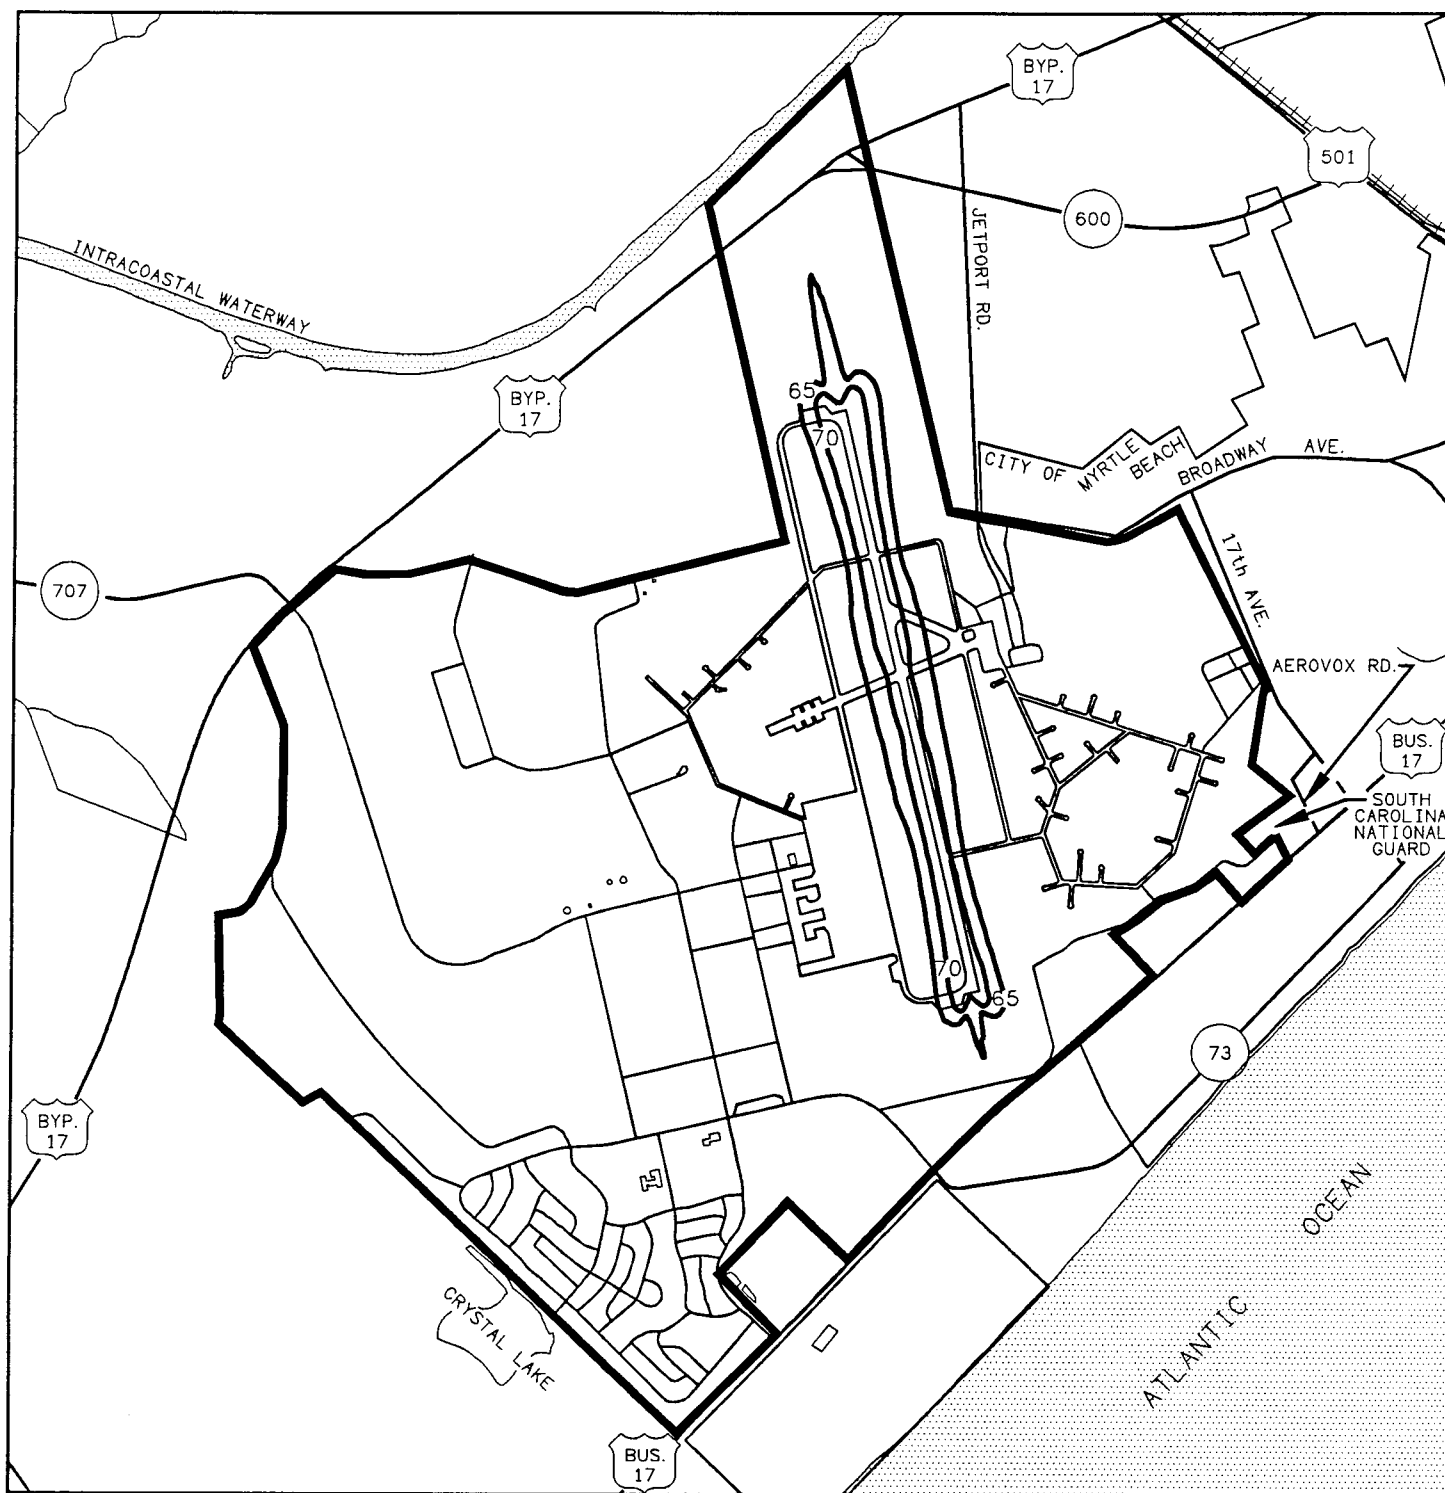 BYP.
17
501
600
JETPORT RD.
INTRACOASTAL WATERWAY
BYP.
17
65
70
CITY OF MYRTLE
BEACH
BROADWAY AVE.
17th AVE.
707
AEROVOX RD.
BUS.
17
SOUTH
CAROLINA
NATIONAL
GUARD
70
65
73
BYP.
17
OCEAN
ATLANTIC
CRYSTAL LAKE
BUS.
17